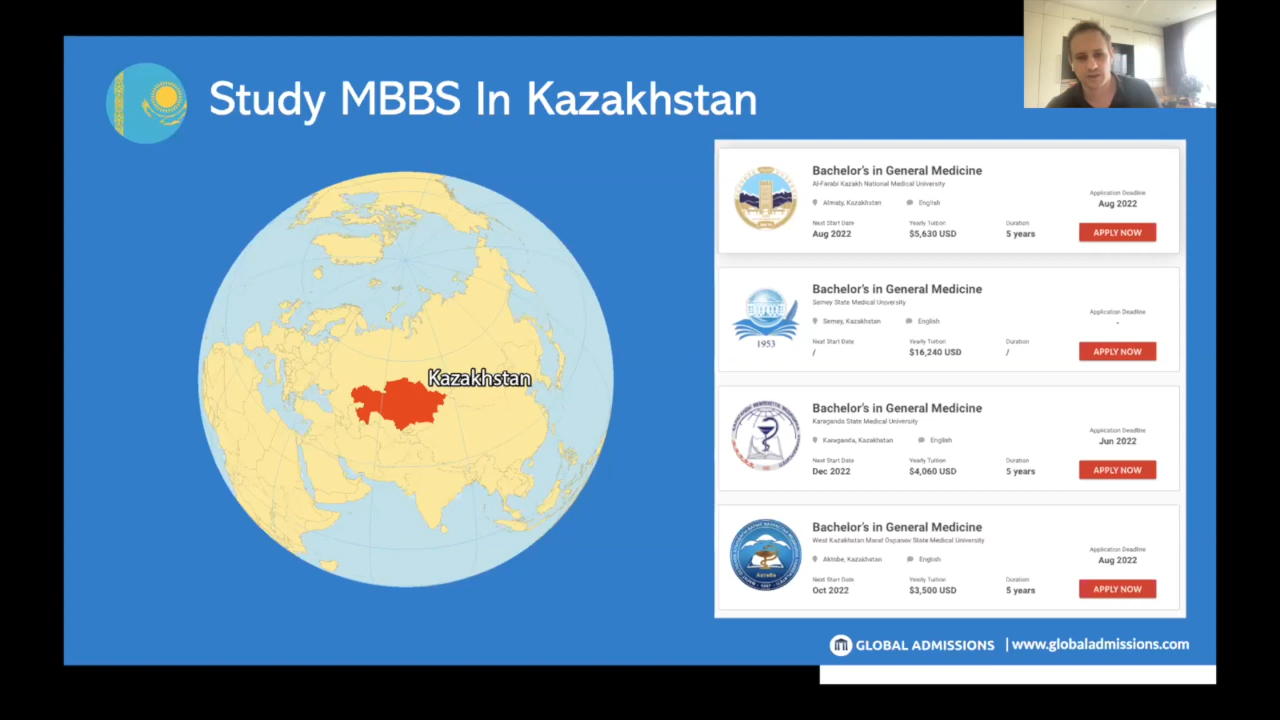 Study MBBS In Kazakhstan
Kazakhstan
Bachelor's in General Medicine
Al-Farabi Kazakh National Medical University
Almaty, Kazakhstan
English
Application Deadline
Aug 2022
Next Start Date
Yearly Tuition
Duration
Aug 2022
$5,630 USD
5 years
APPLY NOW
Bachelor's in General Medicine
Semey State Medical University
Semey, Kazakhstan
English
Application Deadline
-
Next Start Date
Yearly Tuition
Duration
/
$16,240 USD
/
APPLY NOW
1953
Bachelor's in General Medicine
Karaganda State Medical University
Karaganda, Kazakhstan
English
Application Deadline
Jun 2022
Next Start Date
Yearly Tuition
Duration
Dec 2022
$4,060 USD
5 years
APPLY NOW
Bachelor's in General Medicine
West Kazakhstan Marat Ospanov State Medical University
Aktobe, Kazakhstan
English
Application Deadline
Aug 2022
Next Start Date
Yearly Tuition
Duration
Oct 2022
$3,500 USD
5 years
APPLY NOW
GLOBAL ADMISSIONS | www.globaladmissions.com